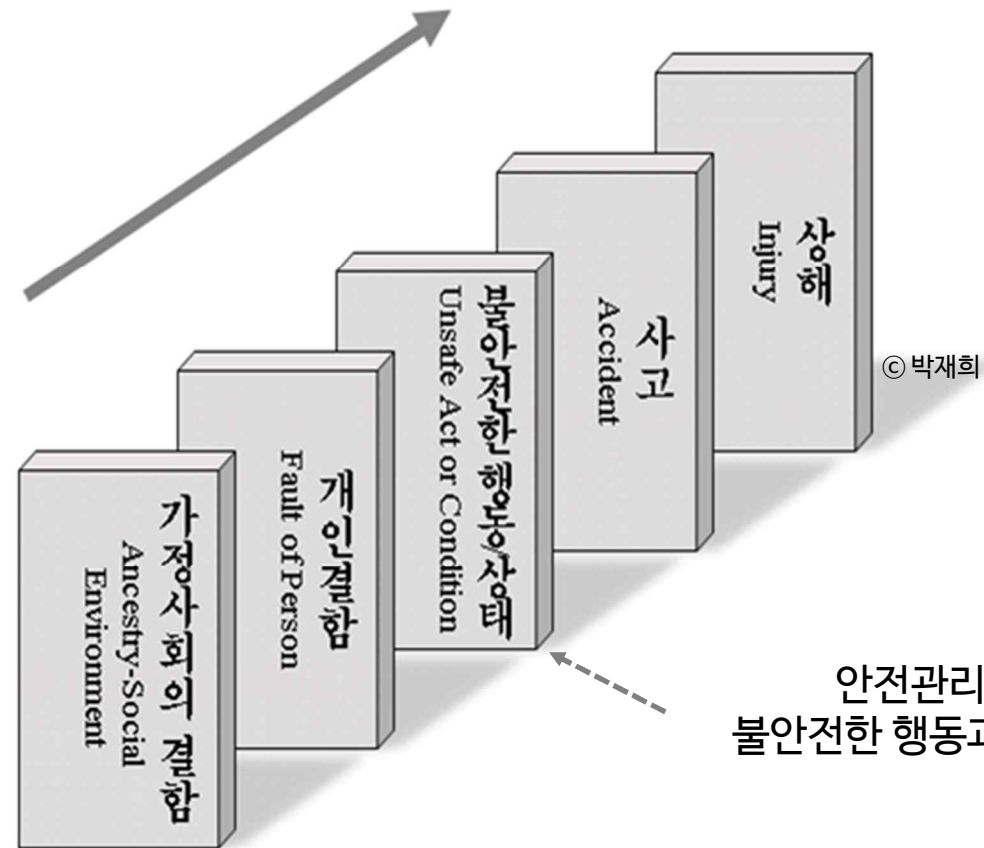 가정사회의 결함
Ancestry-Social
Environment
개인결함
Fault of Person
불안전한 행동/상태
Unsafe Act or Condition
사고
Accident
상해
Injury
ⓒ 박재희
안전관리
불안전한 행동과